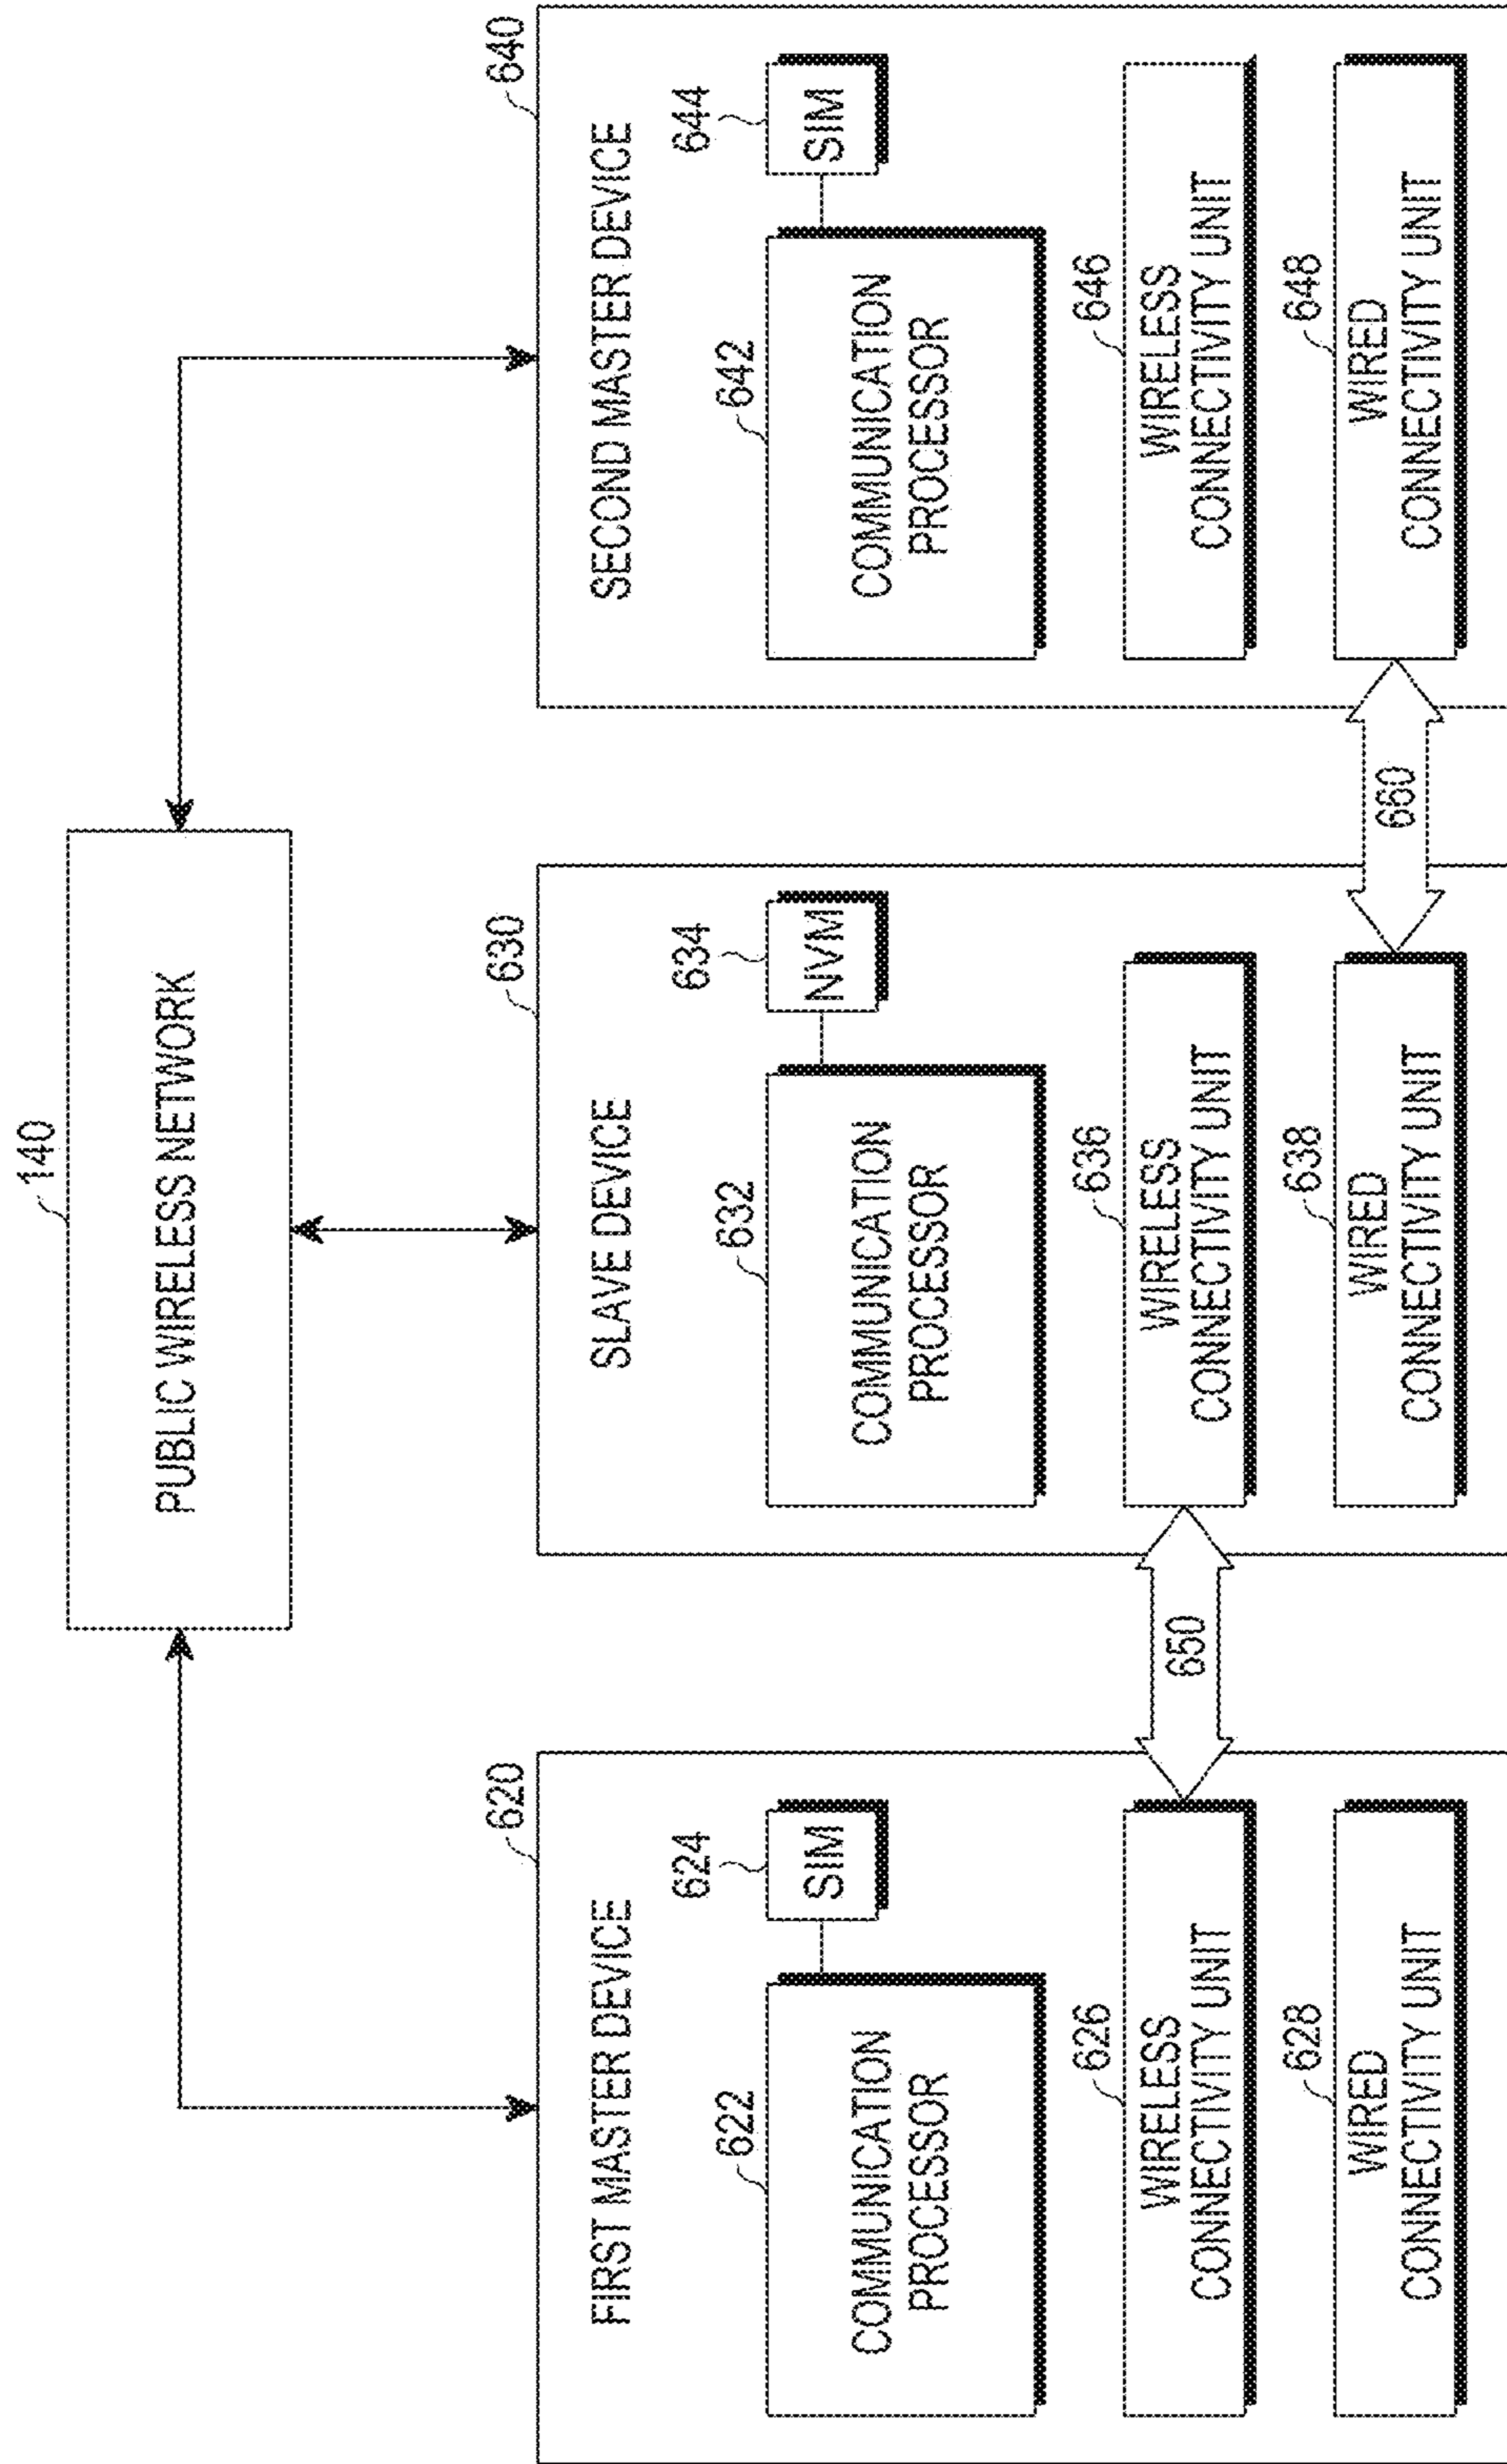 140
PUBLIC WIRELESS NETWORK
620
FIRST MASTER DEVICE
624
SIM
622
COMMUNICATION
PROCESSOR
626
WIRELESS
CONNECTIVITY UNIT
628
WIRED
CONNECTIVITY UNIT
650
630
SLAVE DEVICE
634
NVM
632
COMMUNICATION
PROCESSOR
636
WIRELESS
CONNECTIVITY UNIT
638
WIRED
CONNECTIVITY UNIT
660
640
SECOND MASTER DEVICE
644
SIM
642
COMMUNICATION
PROCESSOR
646
WIRELESS
CONNECTIVITY UNIT
648
WIRED
CONNECTIVITY UNIT